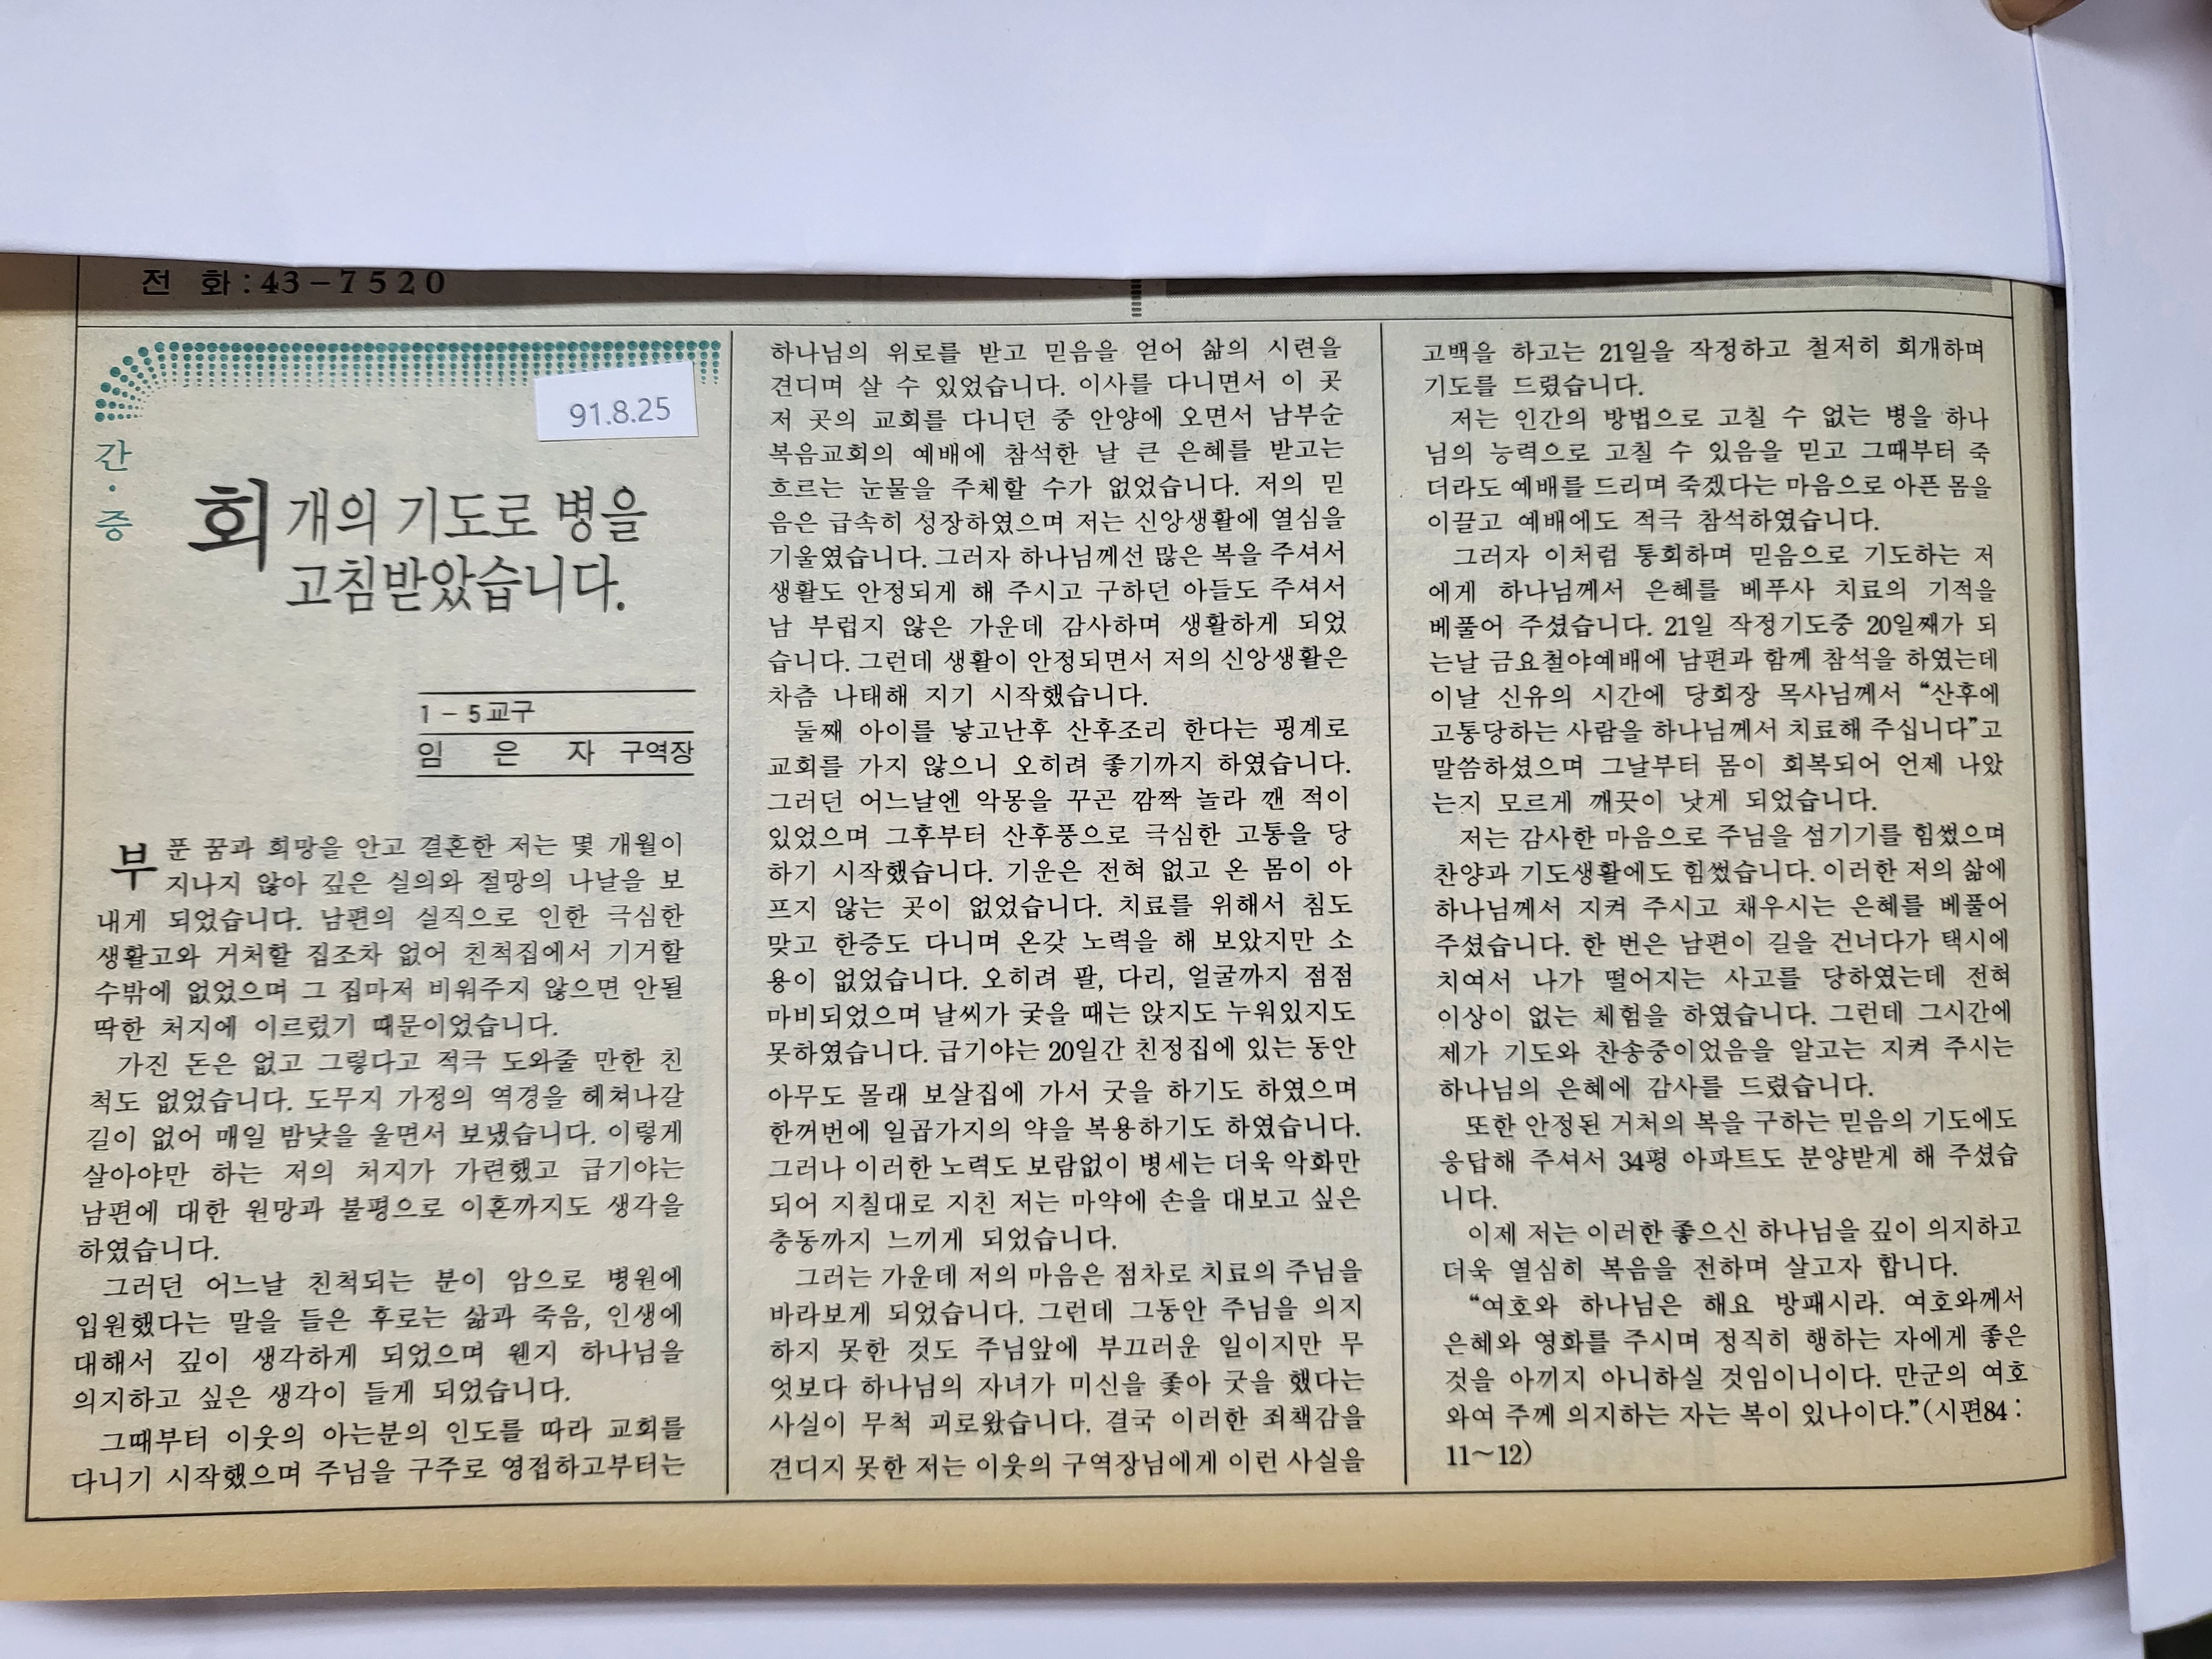 전 화:43-7520
91.8.25
간·증
회개의 기도로 병을
고침받았습니다.
1-5교구
임 은 자 구역장
부푼 꿈과 희망을 안고 결혼한 저는 몇 개월이
지나지 않아 깊은 실의와 절망의 나날을 보
내게 되었습니다. 남편의 실직으로 인한 극심한
생활고와 거처할 집조차 없어 친척집에서 기거할
수밖에 없었으며 그 집마저 비워주지 않으면 안될
딱한 처지에 이르렀기 때문이었습니다.
가진 돈은 없고 그렇다고 적극 도와줄 만한 친
척도 없었습니다. 도무지 가정의 역경을 헤쳐나갈
길이 없어 매일 밤낮을 울면서 보냈습니다. 이렇게
살아야만 하는 저의 처지가 가련했고 급기야는
남편에 대한 원망과 불평으로 이혼까지도 생각을
하였습니다.
그러던 어느날 친척되는 분이 암으로 병원에
입원했다는 말을 들은 후로는 삶과 죽음, 인생에
대해서 깊이 생각하게 되었으며 웬지 하나님을
의지하고 싶은 생각이 들게 되었습니다.
그때부터 이웃의 아는분의 인도를 따라 교회를
다니기 시작했으며 주님을 구주로 영접하고부터는
하나님의 위로를 받고 믿음을 얻어 삶의 시련을
견디며 살 수 있었습니다. 이사를 다니면서 이 곳
저 곳의 교회를 다니던 중 안양에 오면서 남부순
복음교회의 예배에 참석한 날 큰 은혜를 받고는
흐르는 눈물을 주체할 수가 없었습니다. 저의 믿
음은 급속히 성장하였으며 저는 신앙생활에 열심을
기울였습니다. 그러자 하나님께선 많은 복을 주셔서
생활도 안정되게 해 주시고 구하던 아들도 주셔서
남 부럽지 않은 가운데 감사하며 생활하게 되었
습니다. 그런데 생활이 안정되면서 저의 신앙생활은
차츰 나태해 지기 시작했습니다.
둘째 아이를 낳고난후 산후조리 한다는 핑계로
교회를 가지 않으니 오히려 좋기까지 하였습니다.
그러던 어느날엔 악몽을 꾸곤 깜짝 놀라 깬 적이
있었으며 그후부터 산후풍으로 극심한 고통을 당
하기 시작했습니다. 기운은 전혀 없고 온 몸이 아
프지 않는 곳이 없었습니다. 치료를 위해서 침도
맞고 한증도 다니며 온갖 노력을 해 보았지만 소
용이 없었습니다. 오히려 팔, 다리, 얼굴까지 점점
마비되었으며 날씨가 궂을 때는 앉지도 누워있지도
못하였습니다. 급기야는 20일간 친정집에 있는 동안
아무도 몰래 보살집에 가서 굿을 하기도 하였으며
한꺼번에 일곱가지의 약을 복용하기도 하였습니다.
그러나 이러한 노력도 보람없이 병세는 더욱 악화만
되어 지칠대로 지친 저는 마약에 손을 대보고 싶은
충동까지 느끼게 되었습니다.
그러는 가운데 저의 마음은 점차로 치료의 주님을
바라보게 되었습니다. 그런데 그동안 주님을 의지
하지 못한 것도 주님앞에 부끄러운 일이지만 무
엇보다 하나님의 자녀가 미신을 좇아 굿을 했다는
사실이 무척 괴로왔습니다. 결국 이러한 죄책감을
견디지 못한 저는 이웃의 구역장님에게 이런 사실을
고백을 하고는 21일을 작정하고 철저히 회개하며
기도를 드렸습니다.
저는 인간의 방법으로 고칠 수 없는 병을 하나
님의 능력으로 고칠 수 있음을 믿고 그때부터 죽
더라도 예배를 드리며 죽겠다는 마음으로 아픈 몸을
이끌고 예배에도 적극 참석하였습니다.
그러자 이처럼 통회하며 믿음으로 기도하는 저
에게 하나님께서 은혜를 베푸사 치료의 기적을
베풀어 주셨습니다. 21일 작정기도중 20일째가 되
는날 금요철야예배에 남편과 함께 참석을 하였는데
이날 신유의 시간에 당회장 목사님께서 “산후에
고통당하는 사람을 하나님께서 치료해 주십니다”고
말씀하셨으며 그날부터 몸이 회복되어 언제 나았
는지 모르게 깨끗이 낫게 되었습니다.
저는 감사한 마음으로 주님을 섬기기를 힘썼으며
찬양과 기도생활에도 힘썼습니다. 이러한 저의 삶에
하나님께서 지켜 주시고 채우시는 은혜를 베풀어
주셨습니다. 한 번은 남편이 길을 건너다가 택시에
치여서 나가 떨어지는 사고를 당하였는데 전혀
이상이 없는 체험을 하였습니다. 그런데 그시간에
제가 기도와 찬송중이었음을 알고는 지켜 주시는
하나님의 은혜에 감사를 드렸습니다.
또한 안정된 거처의 복을 구하는 믿음의 기도에도
응답해 주셔서 34평 아파트도 분양받게 해 주셨습
니다.
이제 저는 이러한 좋으신 하나님을 깊이 의지하고
더욱 열심히 복음을 전하며 살고자 합니다.
“여호와 하나님은 해요 방패시라. 여호와께서
은혜와 영화를 주시며 정직히 행하는 자에게 좋은
것을 아끼지 아니하실 것임이니이다. 만군의 여호
와여 주께 의지하는 자는 복이 있나이다.”(시편84:
11~12)